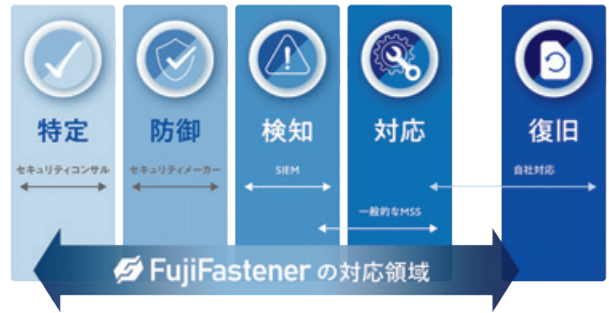 特定
防御
検知
対応
復旧
セキュリティコンサル
セキュリティメーカー
SIEM
自社対応
一般的なMSS
FujiFastener の対応領域